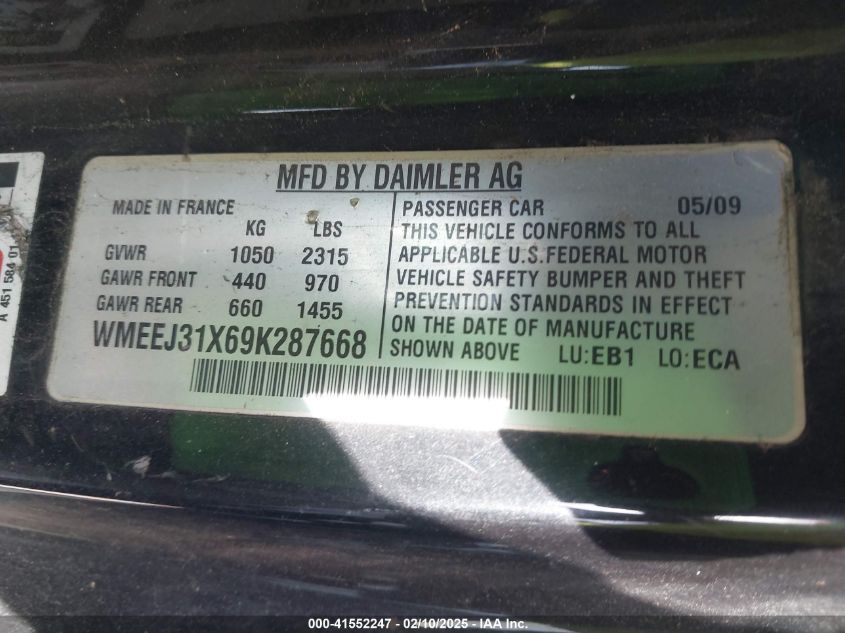 MFD BY DAIMLER AG
MADE IN FRANCE
KG LBS
GVWR 1050 2315
GAWR FRONT 440 970
GAWR REAR 660 1455
WMEEJ31X69K287668
PASSENGER CAR 05/09
THIS VEHICLE CONFORMS TO ALL
APPLICABLE U.S.FEDERAL MOTOR
VEHICLE SAFETY BUMPER AND THEFT
PREVENTION STANDARDS IN EFFECT
ON THE DATE OF MANUFACTURE
SHOWN ABOVE LU:EB1 LO:ECA
A 451 584 01
000-41552247 - 02/10/2025 - IAA Inc.